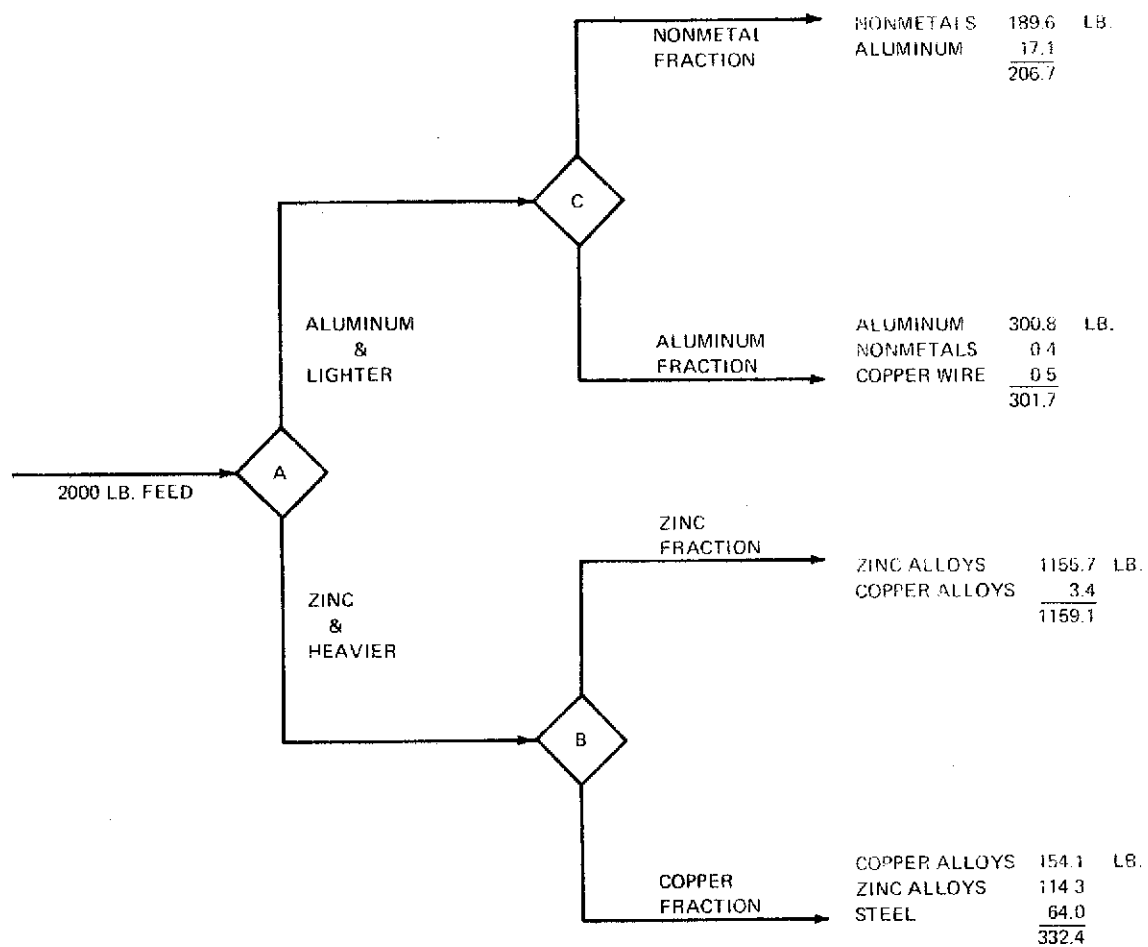 NONMETAL
FRACTION
NONMETALS 189.6 LB.
ALUMINUM 17.1
206.7
C
ALUMINUM
&
LIGHTER
ALUMINUM
FRACTION
ALUMINUM 300.8 LB.
NONMETALS 0.4
COPPER WIRE 0.5
301.7
A
2000 LB. FEED
ZINC
FRACTION
ZINC ALLOYS 1155.7 LB.
COPPER ALLOYS 3.4
1159.1
ZINC
&
HEAVIER
B
COPPER
FRACTION
COPPER ALLOYS 154.1 LB.
ZINC ALLOYS 114.3
STEEL 64.0
332.4